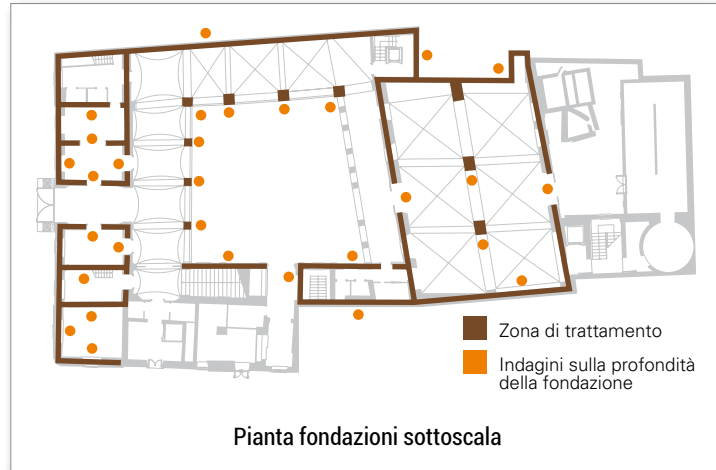 Zona di trattamento
Indagini sulla profondità
della fondazione
Pianta fondazioni sottoscala